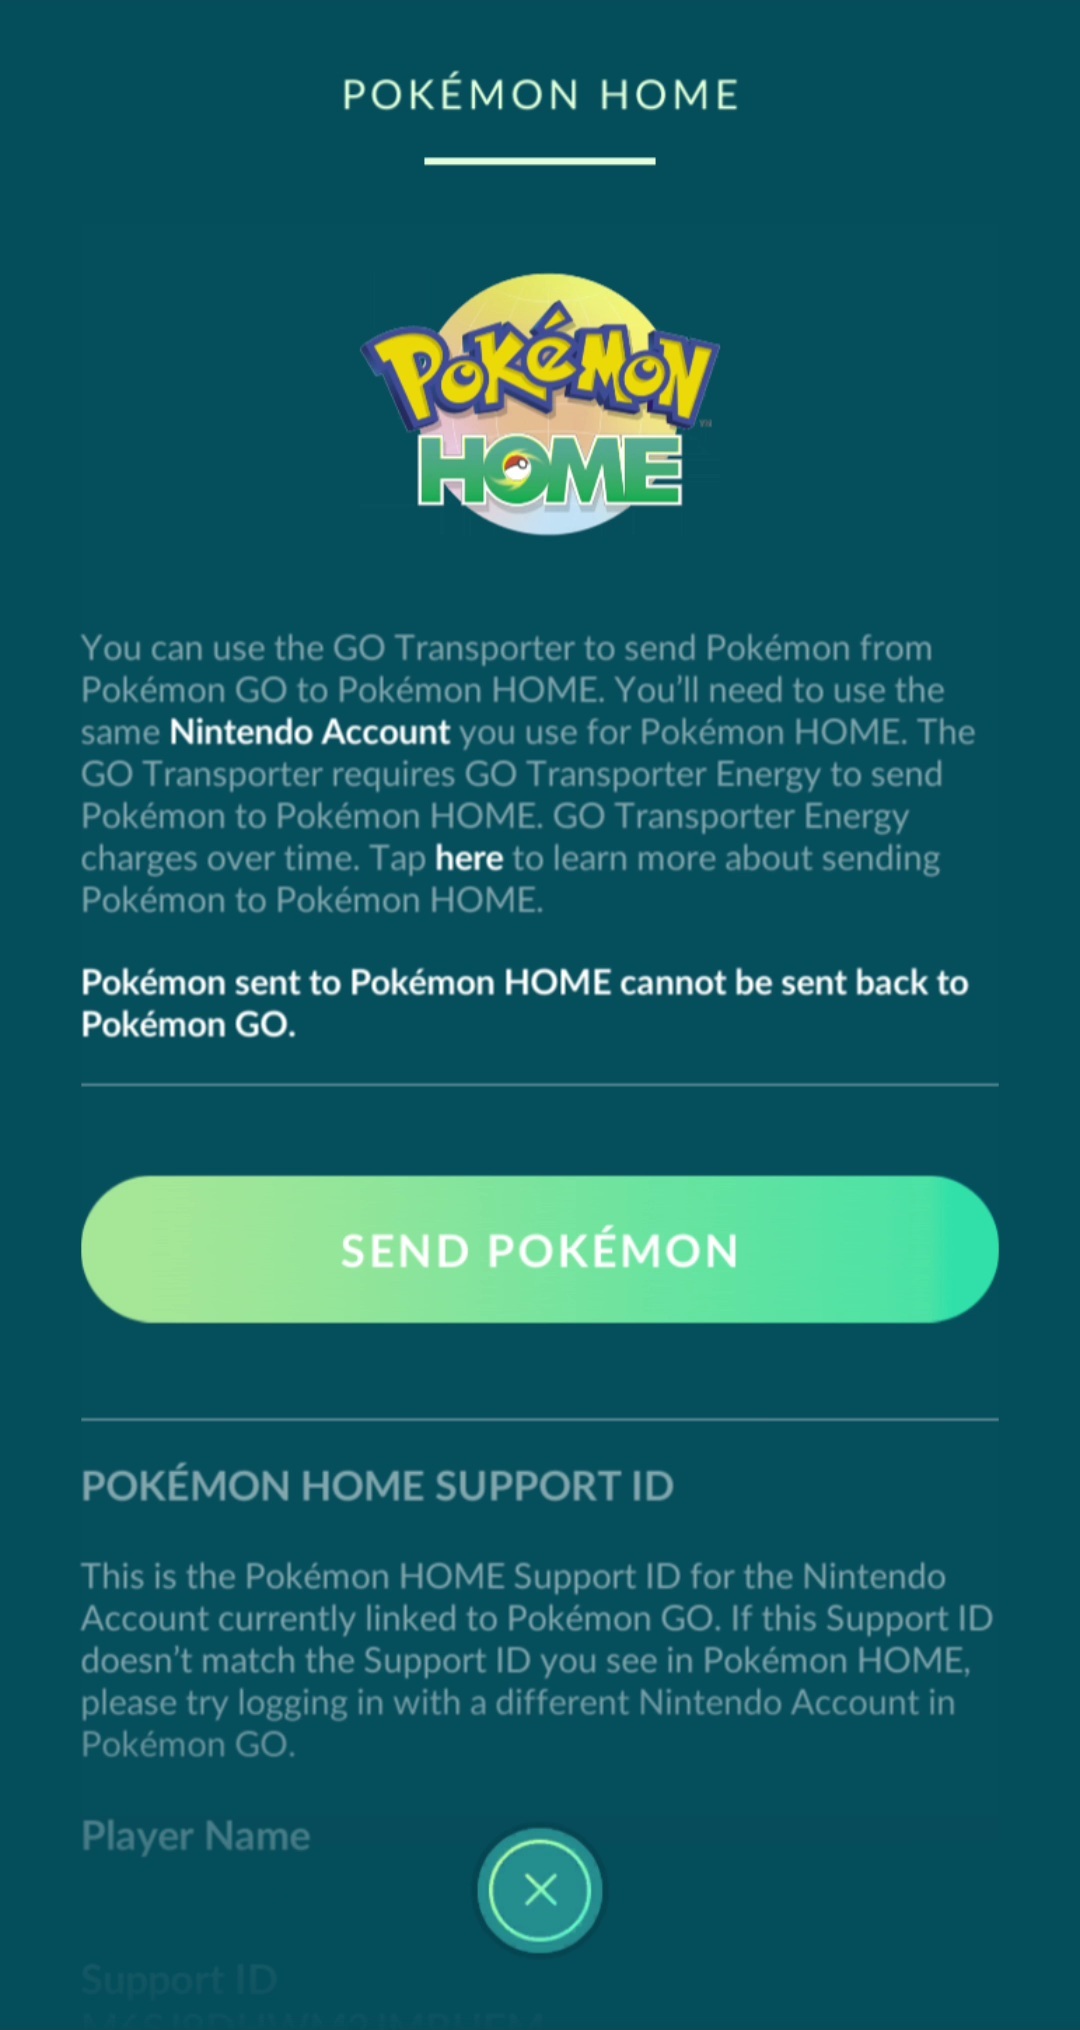 POKÉMON HOME
POKéMON
HOME
You can use the GO Transporter to send Pokémon from
Pokémon GO to Pokémon HOME. You’ll need to use the
same Nintendo Account you use for Pokémon HOME. The
GO Transporter requires GO Transporter Energy to send
Pokémon to Pokémon HOME. GO Transporter Energy
charges over time. Tap here to learn more about sending
Pokémon to Pokémon HOME.
Pokémon sent to Pokémon HOME cannot be sent back to
Pokémon GO.
SEND POKÉMON
POKÉMON HOME SUPPORT ID
This is the Pokémon HOME Support ID for the Nintendo
Account currently linked to Pokémon GO. If this Support ID
doesn’t match the Support ID you see in Pokémon HOME,
please try logging in with a different Nintendo Account in
Pokémon GO.
Player Name
Support ID